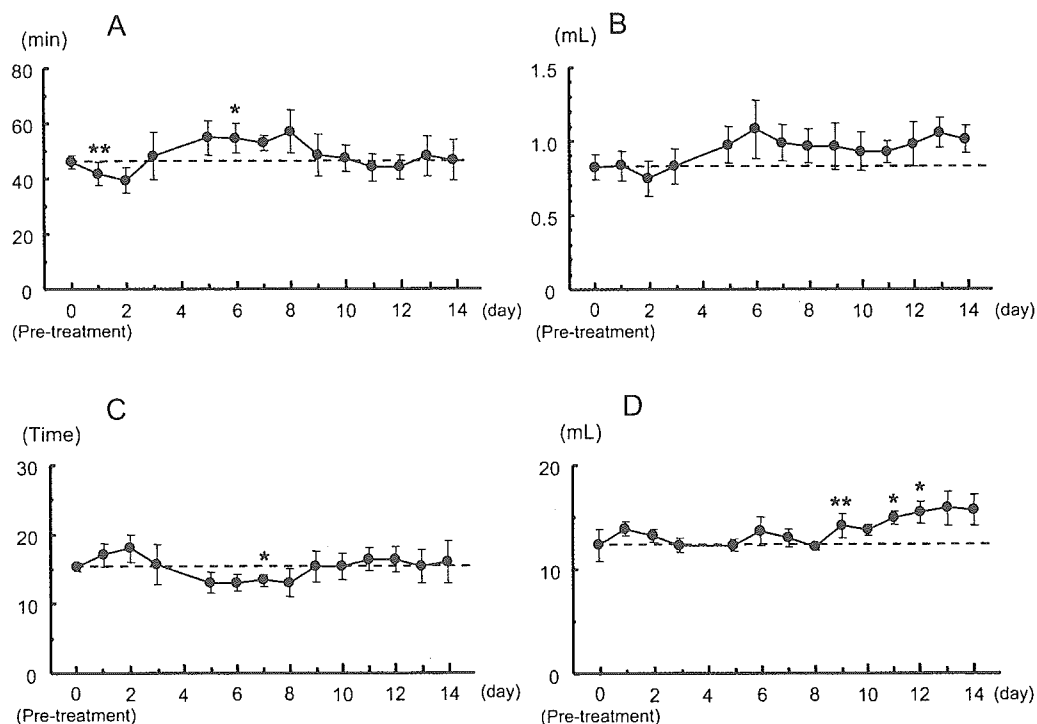 A
(min)
80
60
40
20
0
**
*
0 2 4 6 8 10 12 14 (day)
(Pre-treatment)
B
(mL)
1.5
1.0
0.5
0
0 2 4 6 8 10 12 14 (day)
(Pre-treatment)
C
(Time)
30
20
10
0
*
0 2 4 6 8 10 12 14 (day)
(Pre-treatment)
D
(mL)
20
10
0
** * *
0 2 4 6 8 10 12 14 (day)
(Pre-treatment)